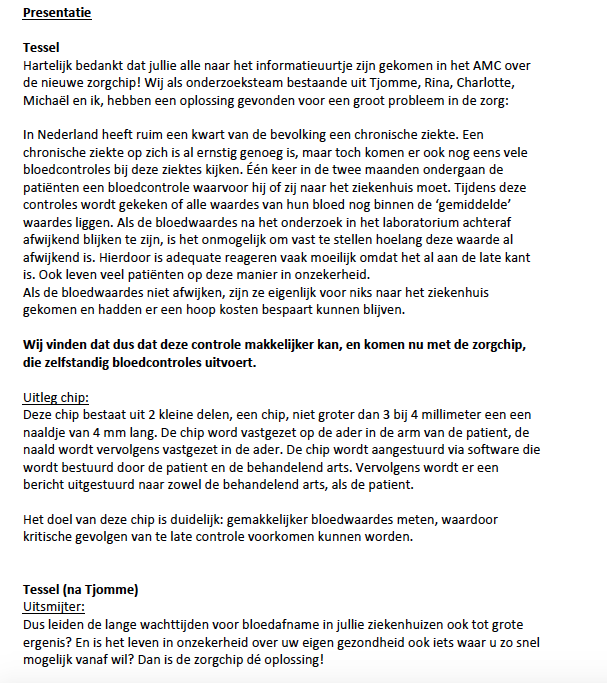 Presentatie
Tessel
Hartelijk bedankt dat jullie alle naar het informatieuurtje zijn gekomen in het AMC over
de nieuwe zorgchip! Wij als onderzoeksteam bestaande uit Tjomme, Rina, Charlotte,
Michaël en ik, hebben een oplossing gevonden voor een groot probleem in de zorg:
In Nederland heeft ruim een kwart van de bevolking een chronische ziekte. Een
chronische ziekte op zich is al ernstig genoeg is, maar toch komen er ook nog eens vele
bloedcontroles bij deze ziektes kijken. Één keer in de twee maanden ondergaan de
patiënten een bloedcontrole waarvoor hij of zij naar het ziekenhuis moet. Tijdens deze
controles wordt gekeken of alle waardes van hun bloed nog binnen de ‘gemiddelde’
waardes liggen. Als de bloedwaardes na het onderzoek in het laboratorium achteraf
afwijkend blijken te zijn, is het onmogelijk om vast te stellen hoelang deze waarde al
afwijkend is. Hierdoor is adequate reageren vaak moeilijk omdat het al aan de late kant
is. Ook leven veel patiënten op deze manier in onzekerheid.
Als de bloedwaardes niet afwijken, zijn ze eigenlijk voor niks naar het ziekenhuis
gekomen en hadden er een hoop kosten bespaart kunnen blijven.
Wij vinden dat dus dat deze controle makkelijker kan, en komen nu met de zorgchip,
die zelfstandig bloedcontroles uitvoert.
Uitleg chip:
Deze chip bestaat uit 2 kleine delen, een chip, niet groter dan 3 bij 4 millimeter een een
naaldje van 4 mm lang. De chip word vastgezet op de ader in de arm van de patient, de
naald wordt vervolgens vastgezet in de ader. De chip wordt aangestuurd via software die
wordt bestuurd door de patient en de behandelend arts. Vervolgens wordt er een
bericht uitgestuurd naar zowel de behandelend arts, als de patient.
Het doel van deze chip is duidelijk: gemakkelijker bloedwaardes meten, waardoor
kritische gevolgen van te late controle voorkomen kunnen worden.
Tessel (na Tjomme)
Uitsmijter:
Dus leiden de lange wachttijden voor bloedafname in jullie ziekenhuizen ook tot grote
ergenis? En is het leven in onzekerheid over uw eigen gezondheid ook iets waar u zo snel
mogelijk vanaf wil? Dan is de zorgchip dé oplossing!